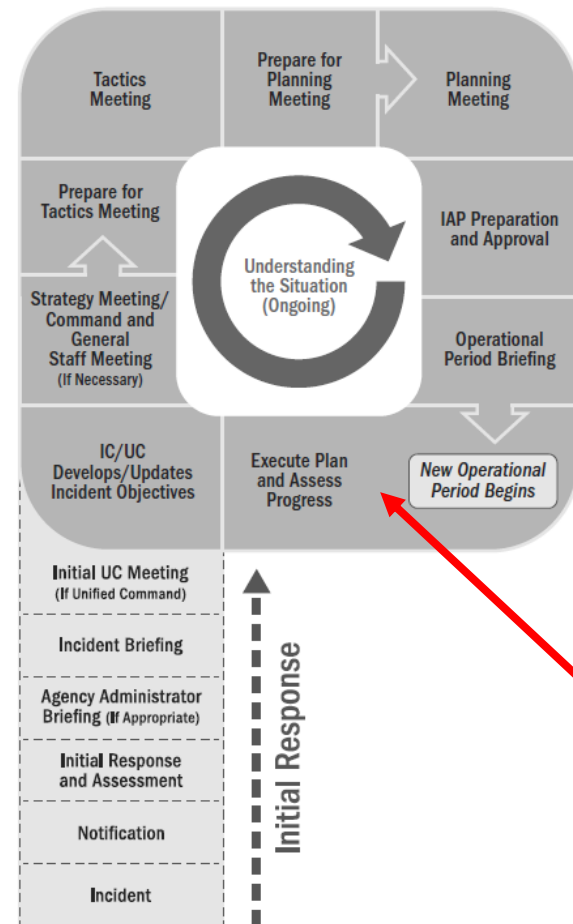 Tactics
Meeting
Prepare for
Planning
Meeting
Planning
Meeting
Prepare for
Tactics Meeting
IAP Preparation
and Approval
Understanding
the Situation
(Ongoing)
Strategy Meeting/
Command and
General
Staff Meeting
(If Necessary)
Operational
Period Briefing
IC/UC
Develops/Updates
Incident Objectives
Execute Plan
and Assess
Progress
New Operational
Period Begins
Initial UC Meeting
(If Unified Command)
Incident Briefing
Agency Administrator
Briefing (If Appropriate)
Initial Response
and Assessment
Notification
Incident
Initial Response